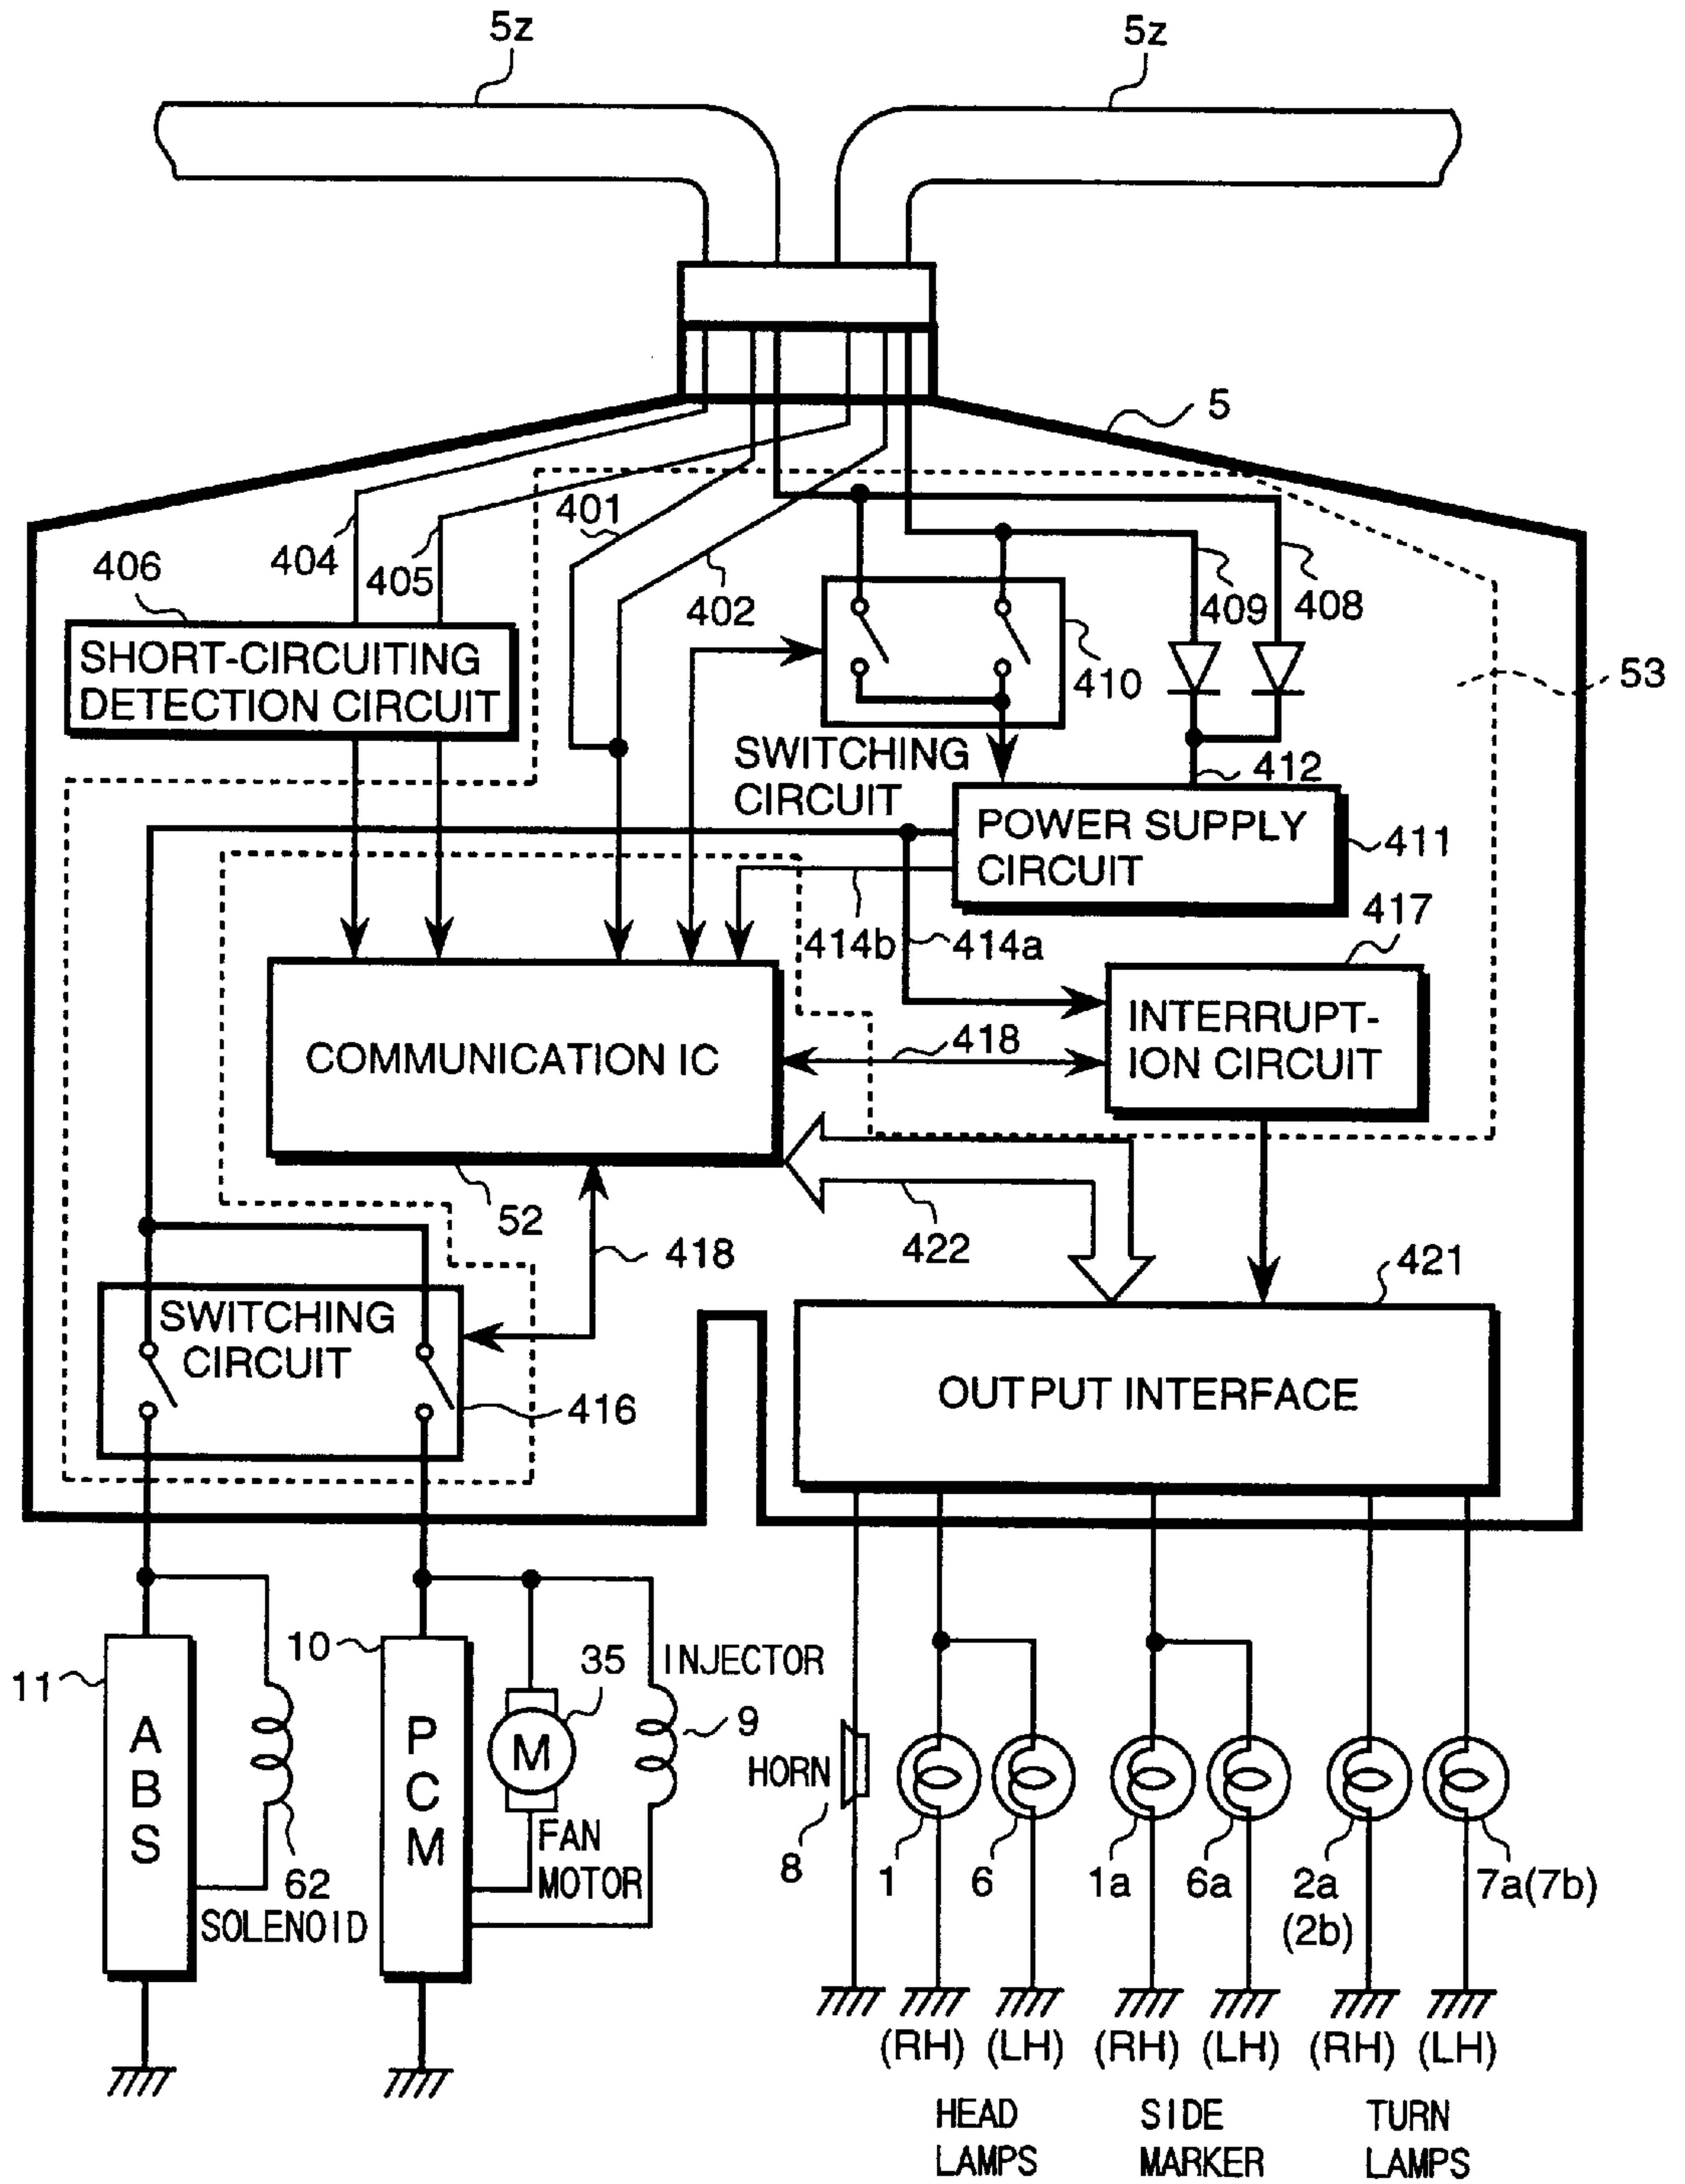 5z
5z
5
401
404
405
402
406
409
408
SHORT-CIRCUITING
DETECTION CIRCUIT
410
53
SWITCHING
CIRCUIT
412
POWER SUPPLY
CIRCUIT
411
417
414b
414a
INTERRUPT-
ION CIRCUIT
COMMUNICATION IC
418
52
418
422
421
SWITCHING
CIRCUIT
OUTPUT INTERFACE
416
11
10
35
INJECTOR
9
ABS
PCM
M
HORN
8
FAN
MOTOR
62
SOLENOID
1
6
1a
6a
2a
(2b)
7a(7b)
(RH)
(LH)
(RH)
(LH)
(RH)
(LH)
HEAD
LAMPS
SIDE
MARKER
TURN
LAMPS